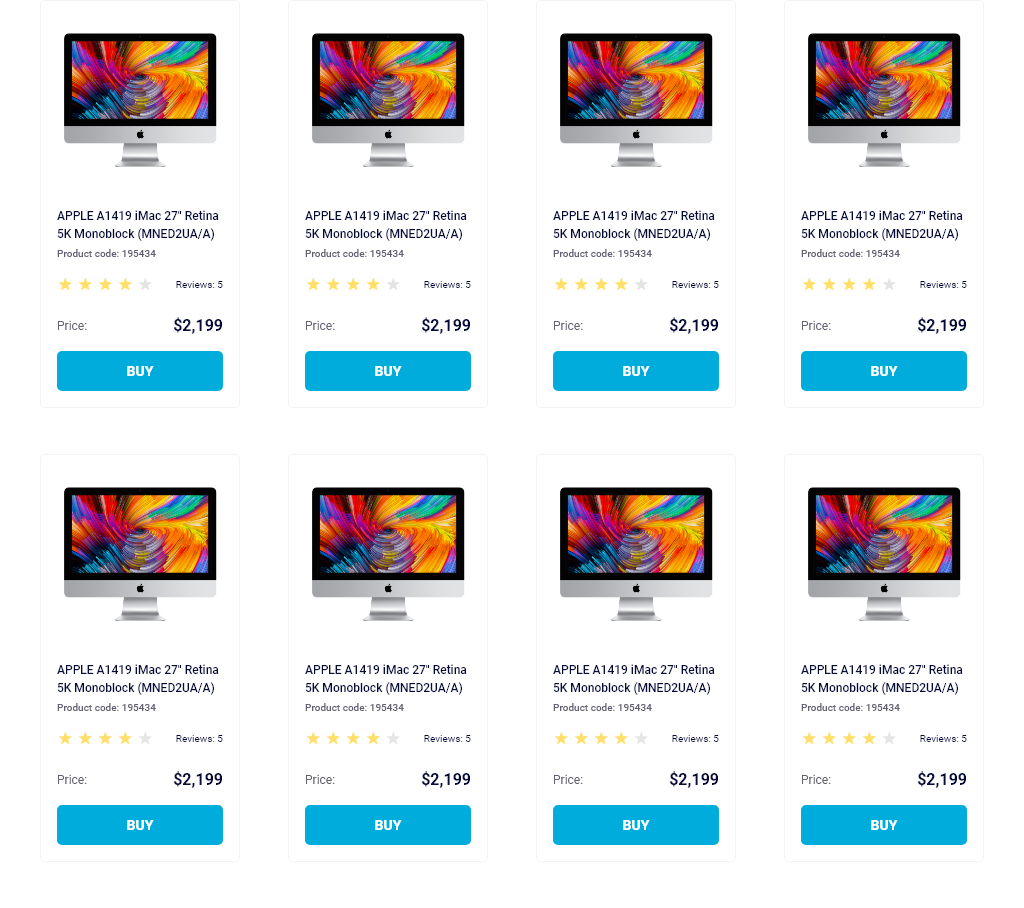 APPLE A1419 iMac 27" Retina
5K Monoblock (MNED2UA/A)
Product code: 195434
Reviews: 5
Price: $2,199
BUY
APPLE A1419 iMac 27" Retina
5K Monoblock (MNED2UA/A)
Product code: 195434
Reviews: 5
Price: $2,199
BUY
APPLE A1419 iMac 27" Retina
5K Monoblock (MNED2UA/A)
Product code: 195434
Reviews: 5
Price: $2,199
BUY
APPLE A1419 iMac 27" Retina
5K Monoblock (MNED2UA/A)
Product code: 195434
Reviews: 5
Price: $2,199
BUY
APPLE A1419 iMac 27" Retina
5K Monoblock (MNED2UA/A)
Product code: 195434
Reviews: 5
Price: $2,199
BUY
APPLE A1419 iMac 27" Retina
5K Monoblock (MNED2UA/A)
Product code: 195434
Reviews: 5
Price: $2,199
BUY
APPLE A1419 iMac 27" Retina
5K Monoblock (MNED2UA/A)
Product code: 195434
Reviews: 5
Price: $2,199
BUY
APPLE A1419 iMac 27" Retina
5K Monoblock (MNED2UA/A)
Product code: 195434
Reviews: 5
Price: $2,199
BUY